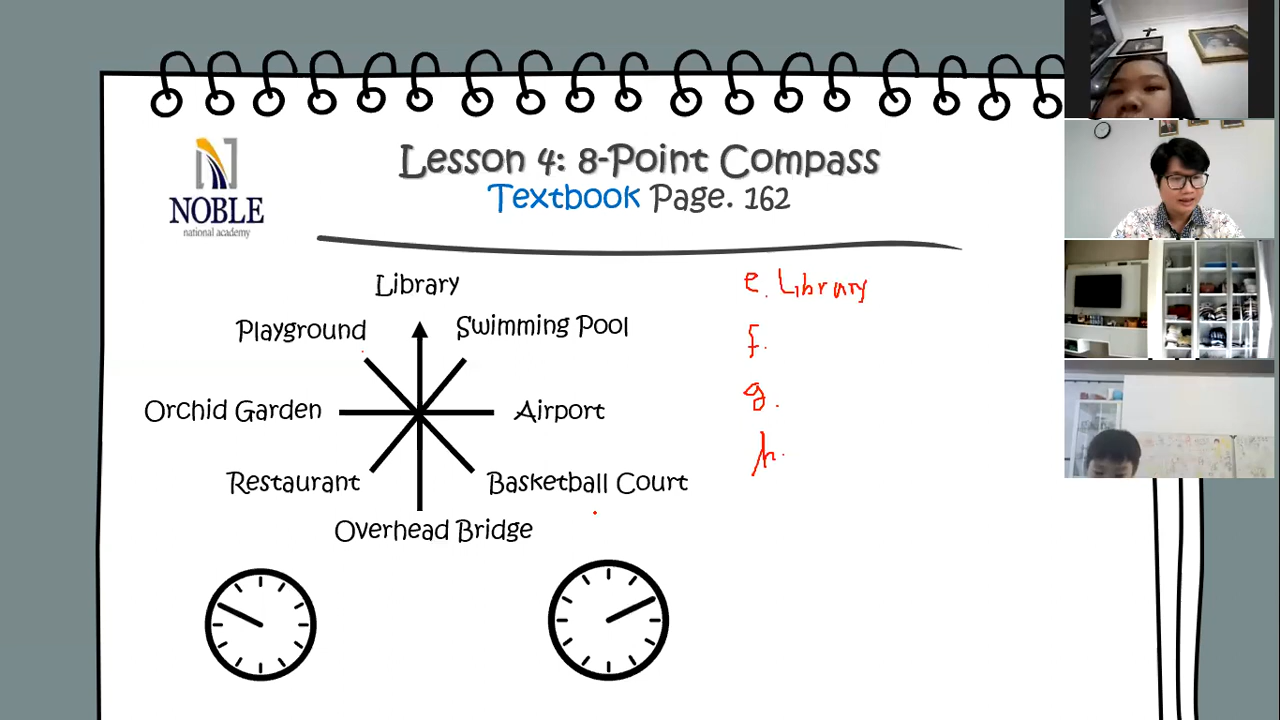 NOBLE
national academy
Lesson 4: 8-Point Compass
Textbook Page. 162
Library
Playground
Swimming Pool
Orchid Garden
Airport
Restaurant
Basketball Court
Overhead Bridge
e. Library
f.
g.
h.